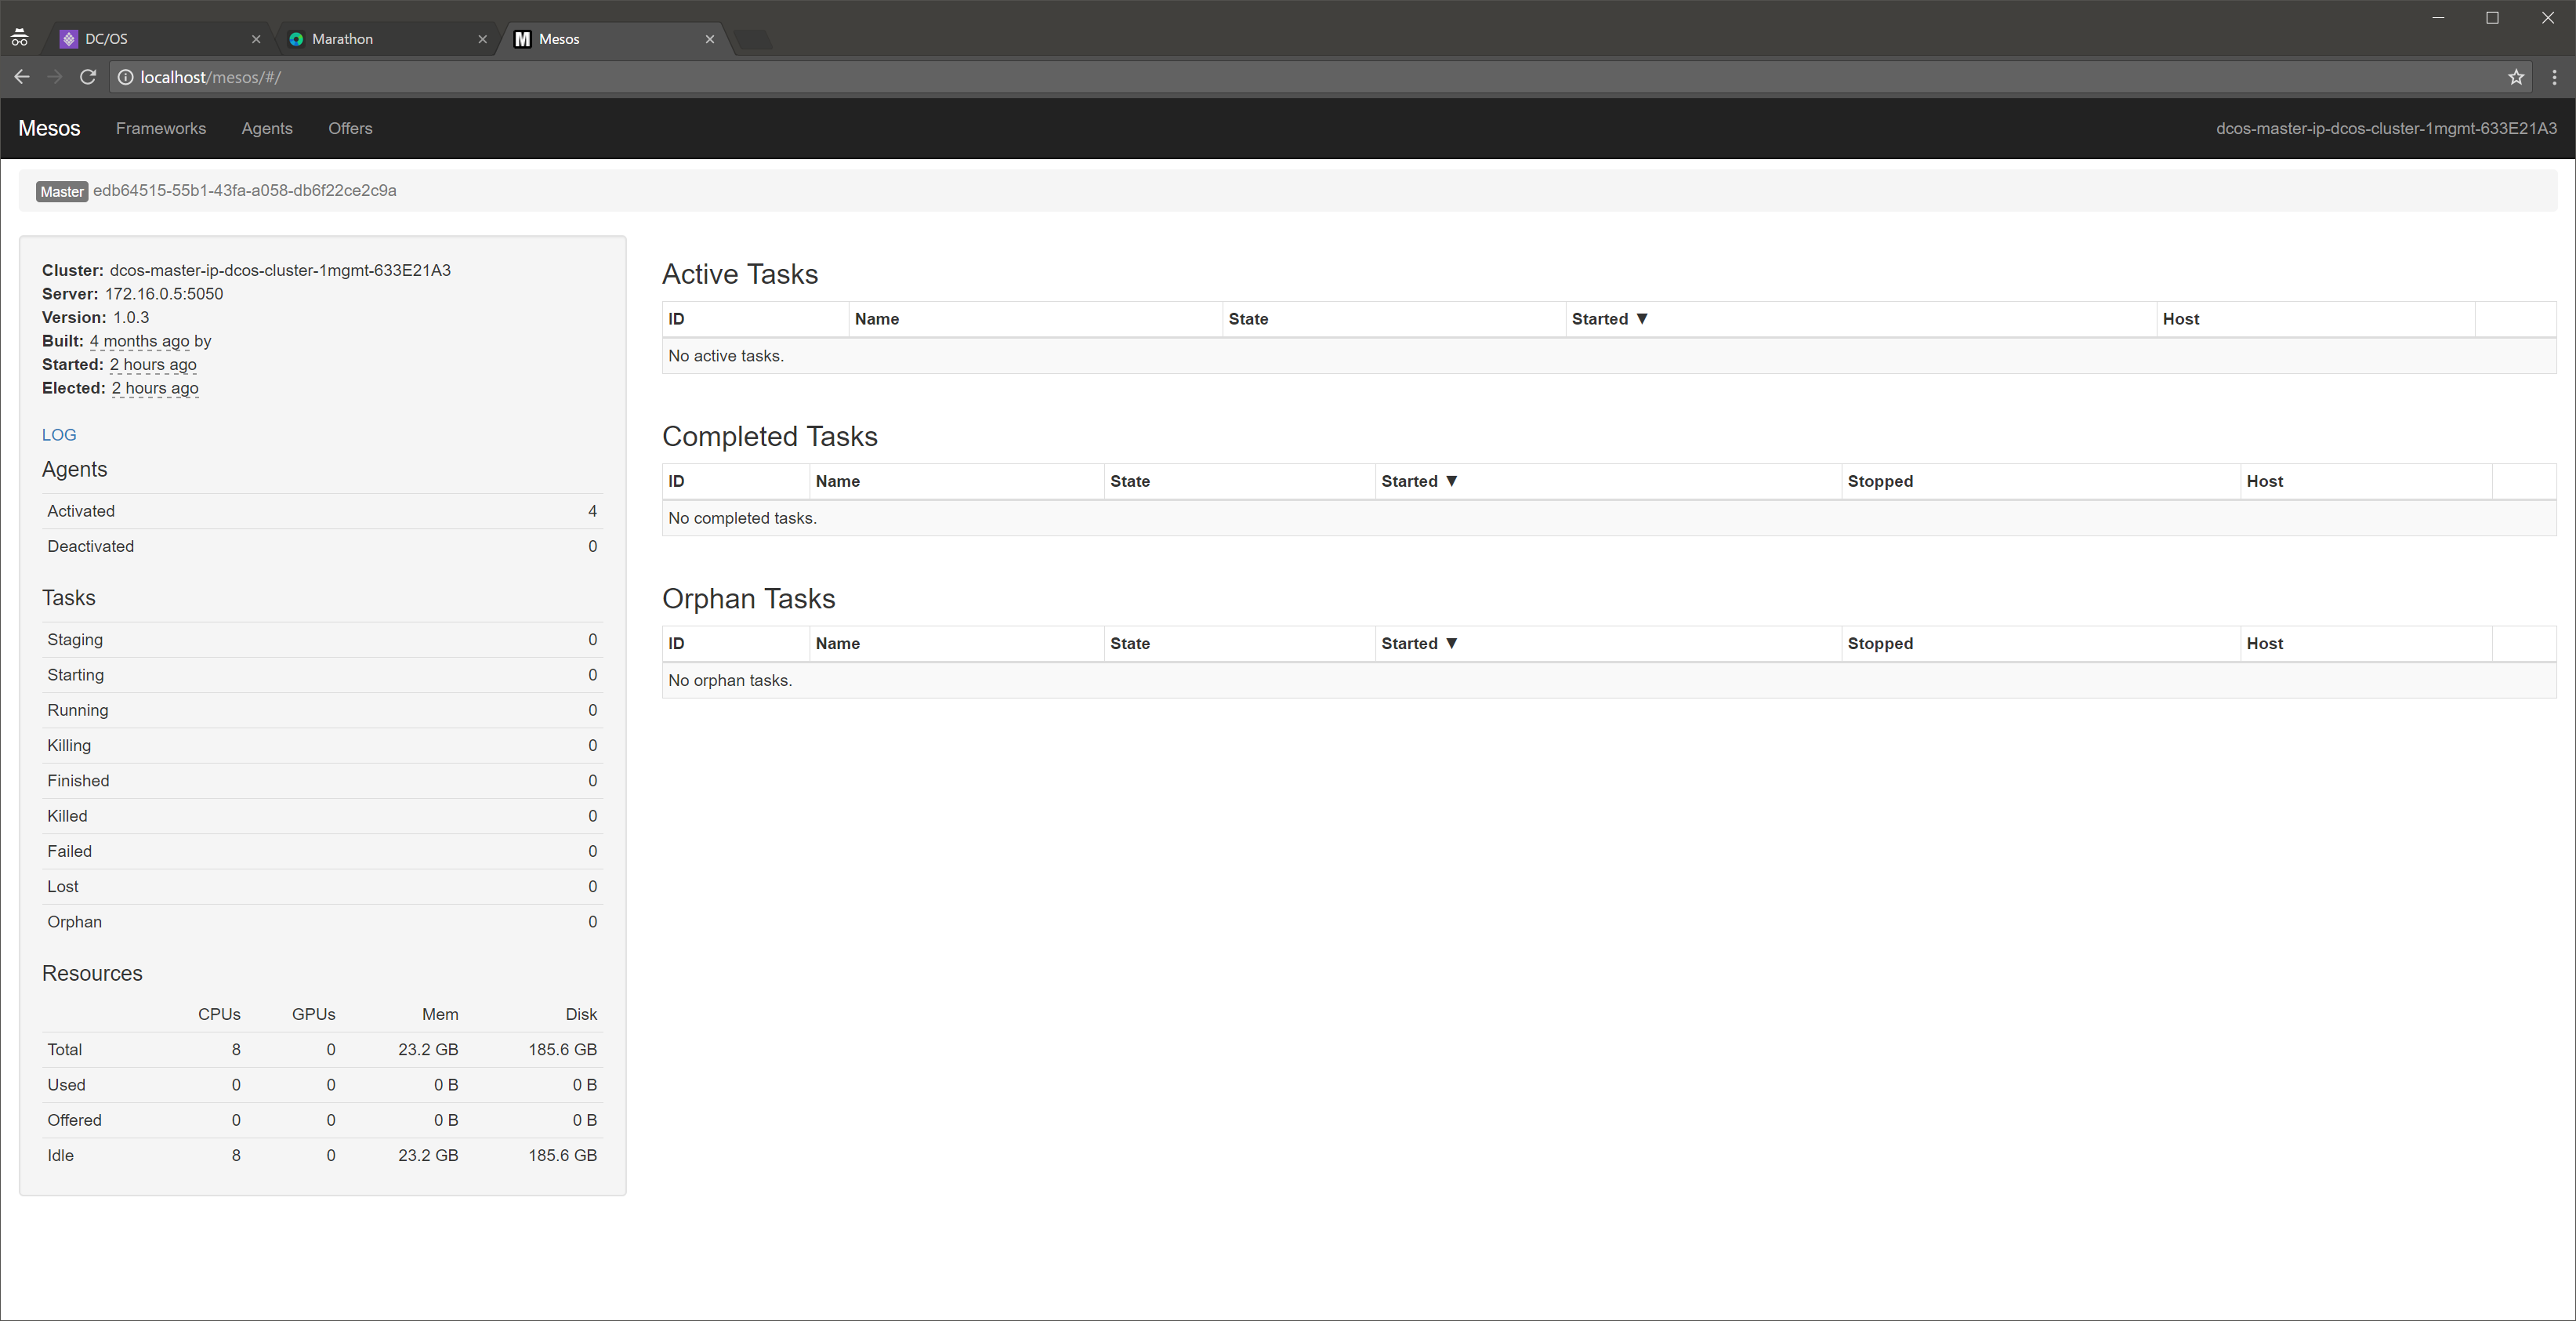 DC/OS
Marathon
M Mesos
localhost/mesos/#/
Mesos Frameworks Agents Offers dcos-master-ip-dcos-cluster-1mgmt-633E21A3
Master edb64515-55b1-43fa-a058-db6f22ce2c9a
Cluster: dcos-master-ip-dcos-cluster-1mgmt-633E21A3
Server: 172.16.0.5:5050
Version: 1.0.3
Built: 4 months ago by
Started: 2 hours ago
Elected: 2 hours ago
LOG
Agents
Activated 4
Deactivated 0
Tasks
Staging 0
Starting 0
Running 0
Killing 0
Finished 0
Killed 0
Failed 0
Lost 0
Orphan 0
Resources
CPUs GPUs Mem Disk
Total 8 0 23.2 GB 185.6 GB
Used 0 0 0 B 0 B
Offered 0 0 0 B 0 B
Idle 8 0 23.2 GB 185.6 GB
Active Tasks
ID Name State Started ▼ Host
No active tasks.
Completed Tasks
ID Name State Started ▼ Stopped Host
No completed tasks.
Orphan Tasks
ID Name State Started ▼ Stopped Host
No orphan tasks.